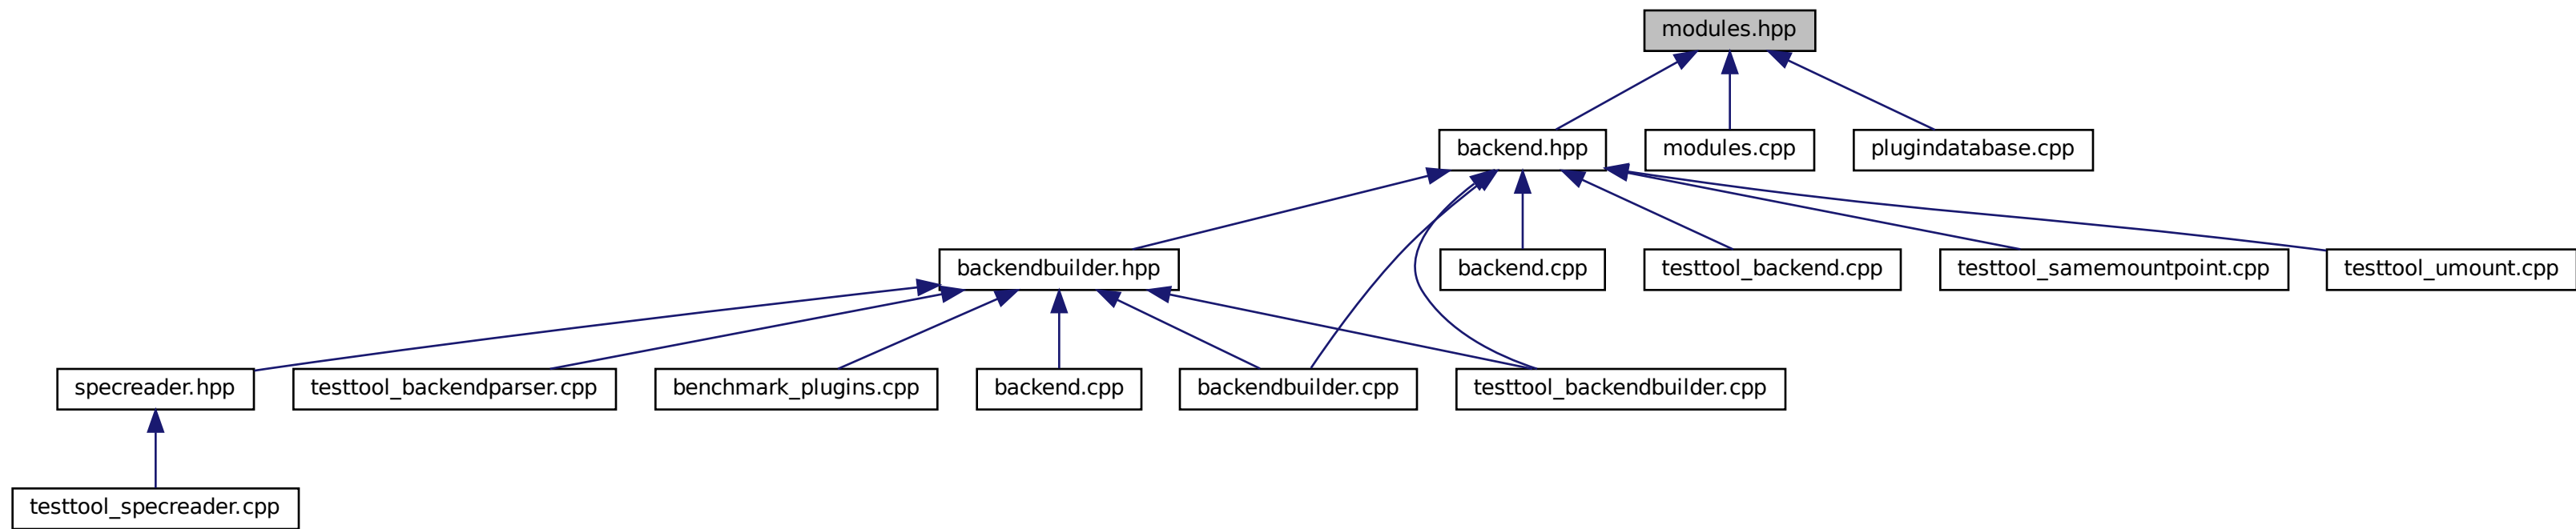 modules.hpp
backend.hpp
modules.cpp
plugindatabase.cpp
backendbuilder.hpp
backend.cpp
testtool_backend.cpp
testtool_samemountpoint.cpp
testtool_umount.cpp
specreader.hpp
testtool_backendparser.cpp
benchmark_plugins.cpp
backend.cpp
backendbuilder.cpp
testtool_backendbuilder.cpp
testtool_specreader.cpp